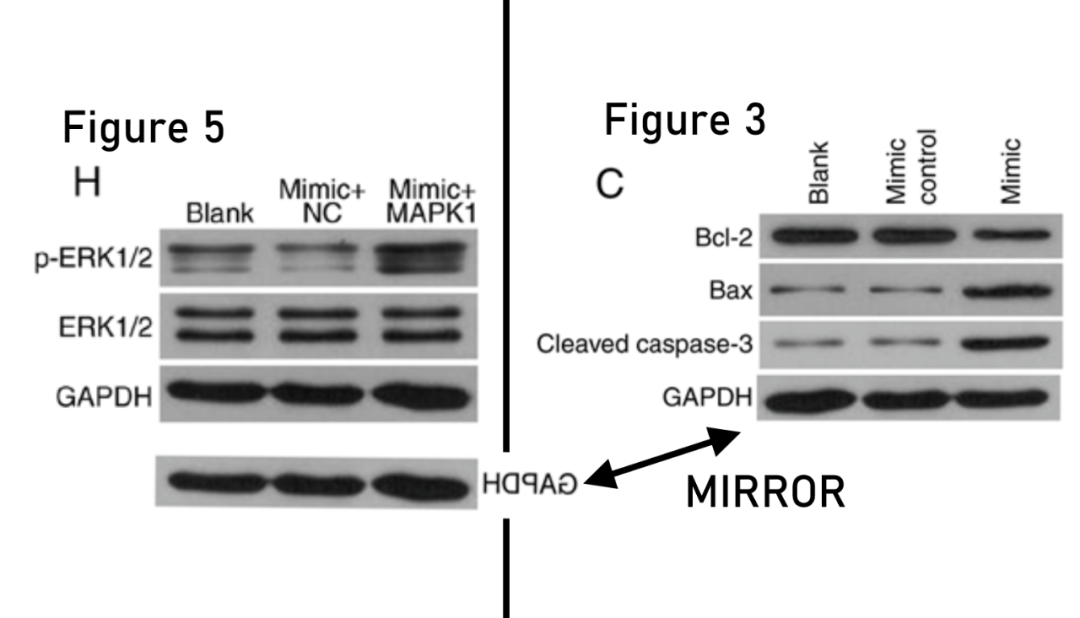 Figure 5
H
Blank
Mimic+
NC
Mimic+
MAPK1
p-ERK1/2
ERK1/2
GAPDH
GAPDH
Figure 3
C
Blank
Mimic
control
Mimic
Bcl-2
Bax
Cleaved caspase-3
GAPDH
MIRROR